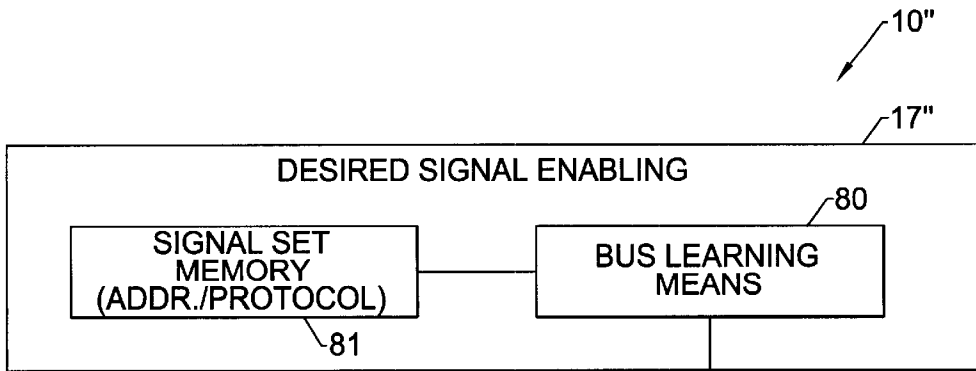 10"
17"
DESIRED SIGNAL ENABLING
80
SIGNAL SET
MEMORY
(ADDR./PROTOCOL)
BUS LEARNING
MEANS
81